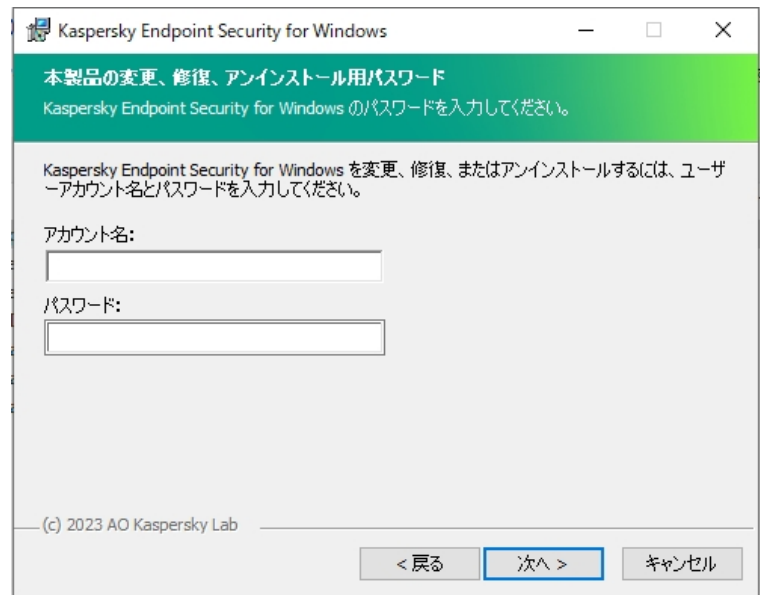 Kaspersky Endpoint Security for Windows
本製品の変更、修復、アンインストール用パスワード
Kaspersky Endpoint Security for Windows のパスワードを入力してください。
Kaspersky Endpoint Security for Windows を変更、修復、またはアンインストールするには、ユーザ
ーアカウント名とパスワードを入力してください。
アカウント名:
パスワード:
(c) 2023 AO Kaspersky Lab
< 戻る
次へ >
キャンセル